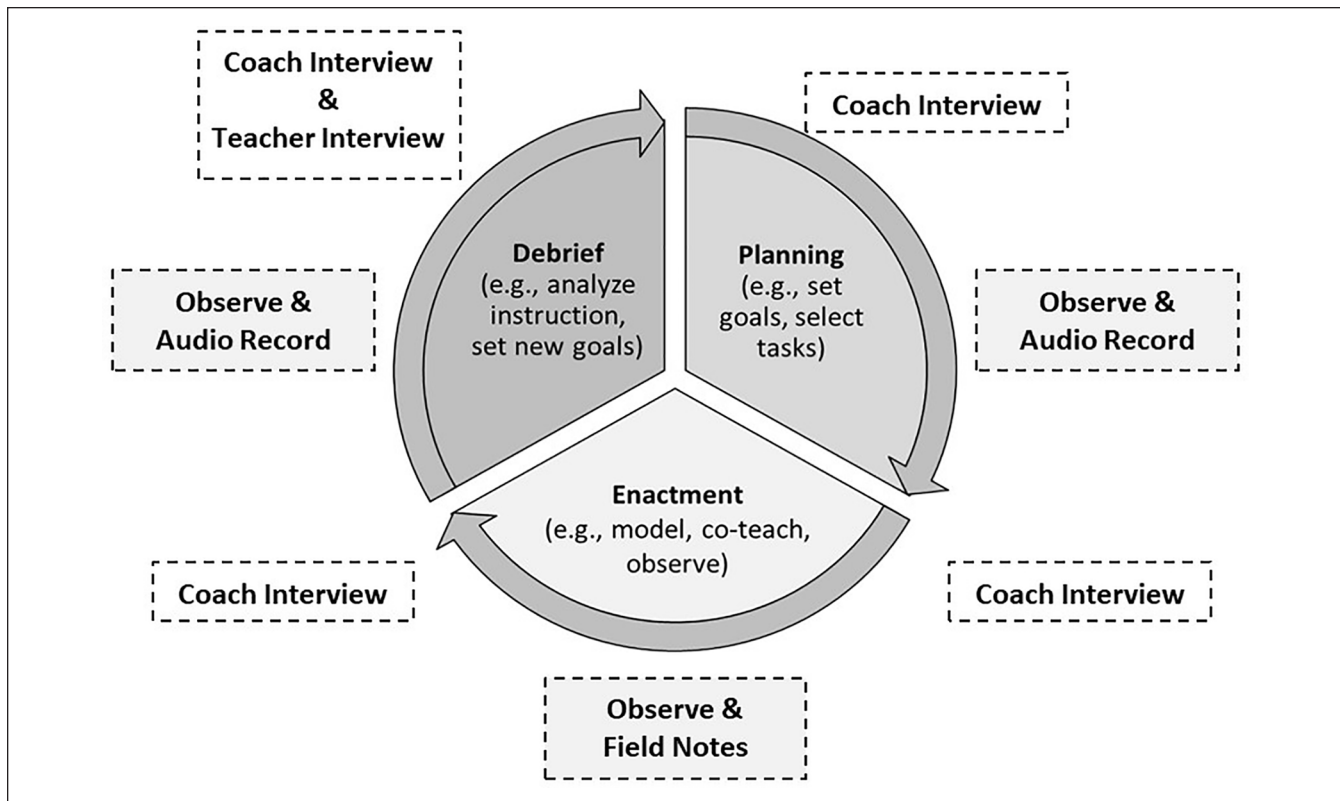 Coach Interview
&
Teacher Interview
Coach Interview
Debrief
(e.g., analyze
instruction,
set new goals)
Planning
(e.g., set
goals, select
tasks)
Observe &
Audio Record
Observe &
Audio Record
Enactment
(e.g., model, co-teach,
observe)
Coach Interview
Coach Interview
Observe &
Field Notes